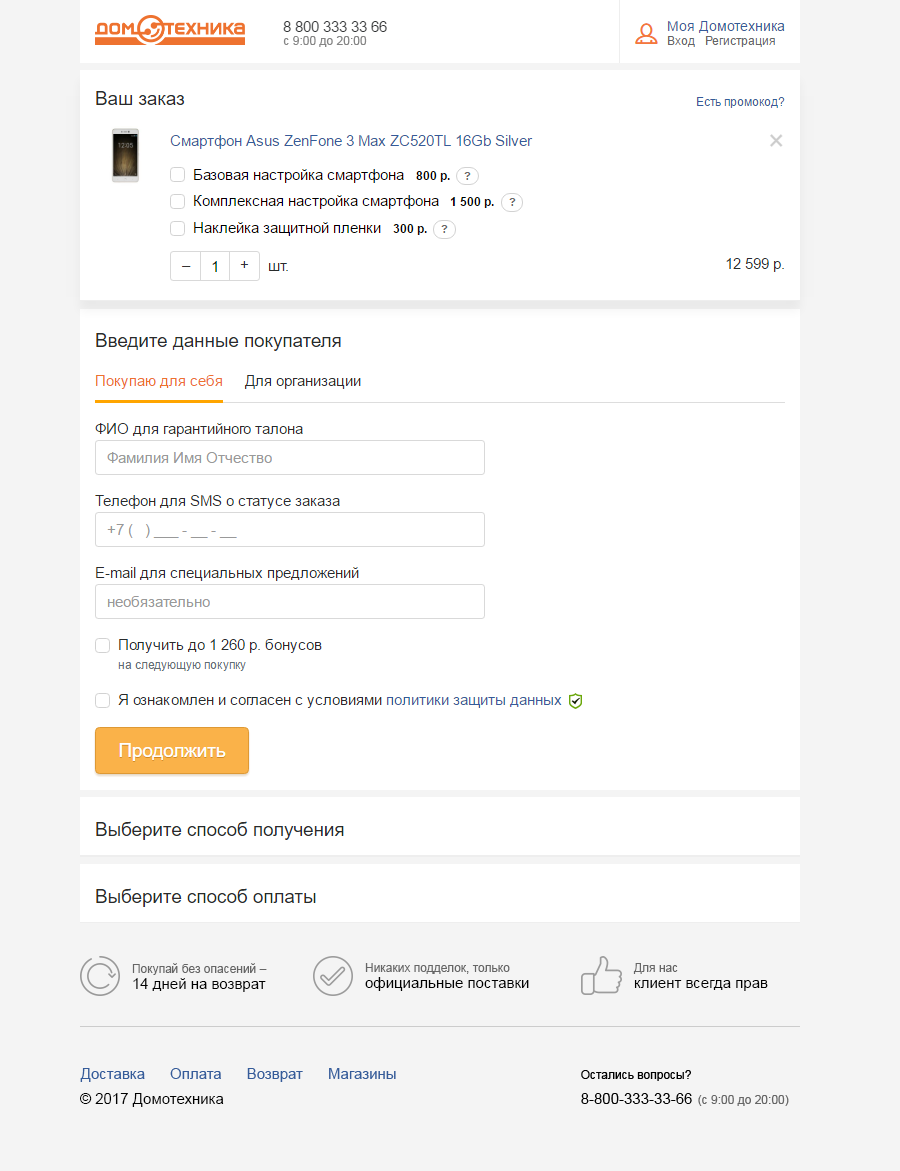 ДОМОТЕХНИКА
8 800 333 33 66
с 9:00 до 20:00
Моя Домотехника
Вход Регистрация
Ваш заказ
Есть промокод?
12:05
Смартфон Asus ZenFone 3 Max ZC520TL 16Gb Silver
Базовая настройка смартфона 800 р. ?
Комплексная настройка смартфона 1 500 р. ?
Наклейка защитной пленки 300 р. ?
– 1 + шт.
12 599 р.
Введите данные покупателя
Покупаю для себя Для организации
ФИО для гарантийного талона
Фамилия Имя Отчество
Телефон для SMS о статусе заказа
+7 ( ) ___ - __ - __
E-mail для специальных предложений
необязательно
Получить до 1 260 р. бонусов
на следующую покупку
Я ознакомлен и согласен с условиями политики защиты данных
Продолжить
Выберите способ получения
Выберите способ оплаты
Покупай без опасений –
14 дней на возврат
Никаких подделок, только
официальные поставки
Для нас
клиент всегда прав
Доставка Оплата Возврат Магазины
© 2017 Домотехника
Остались вопросы?
8-800-333-33-66 (с 9:00 до 20:00)